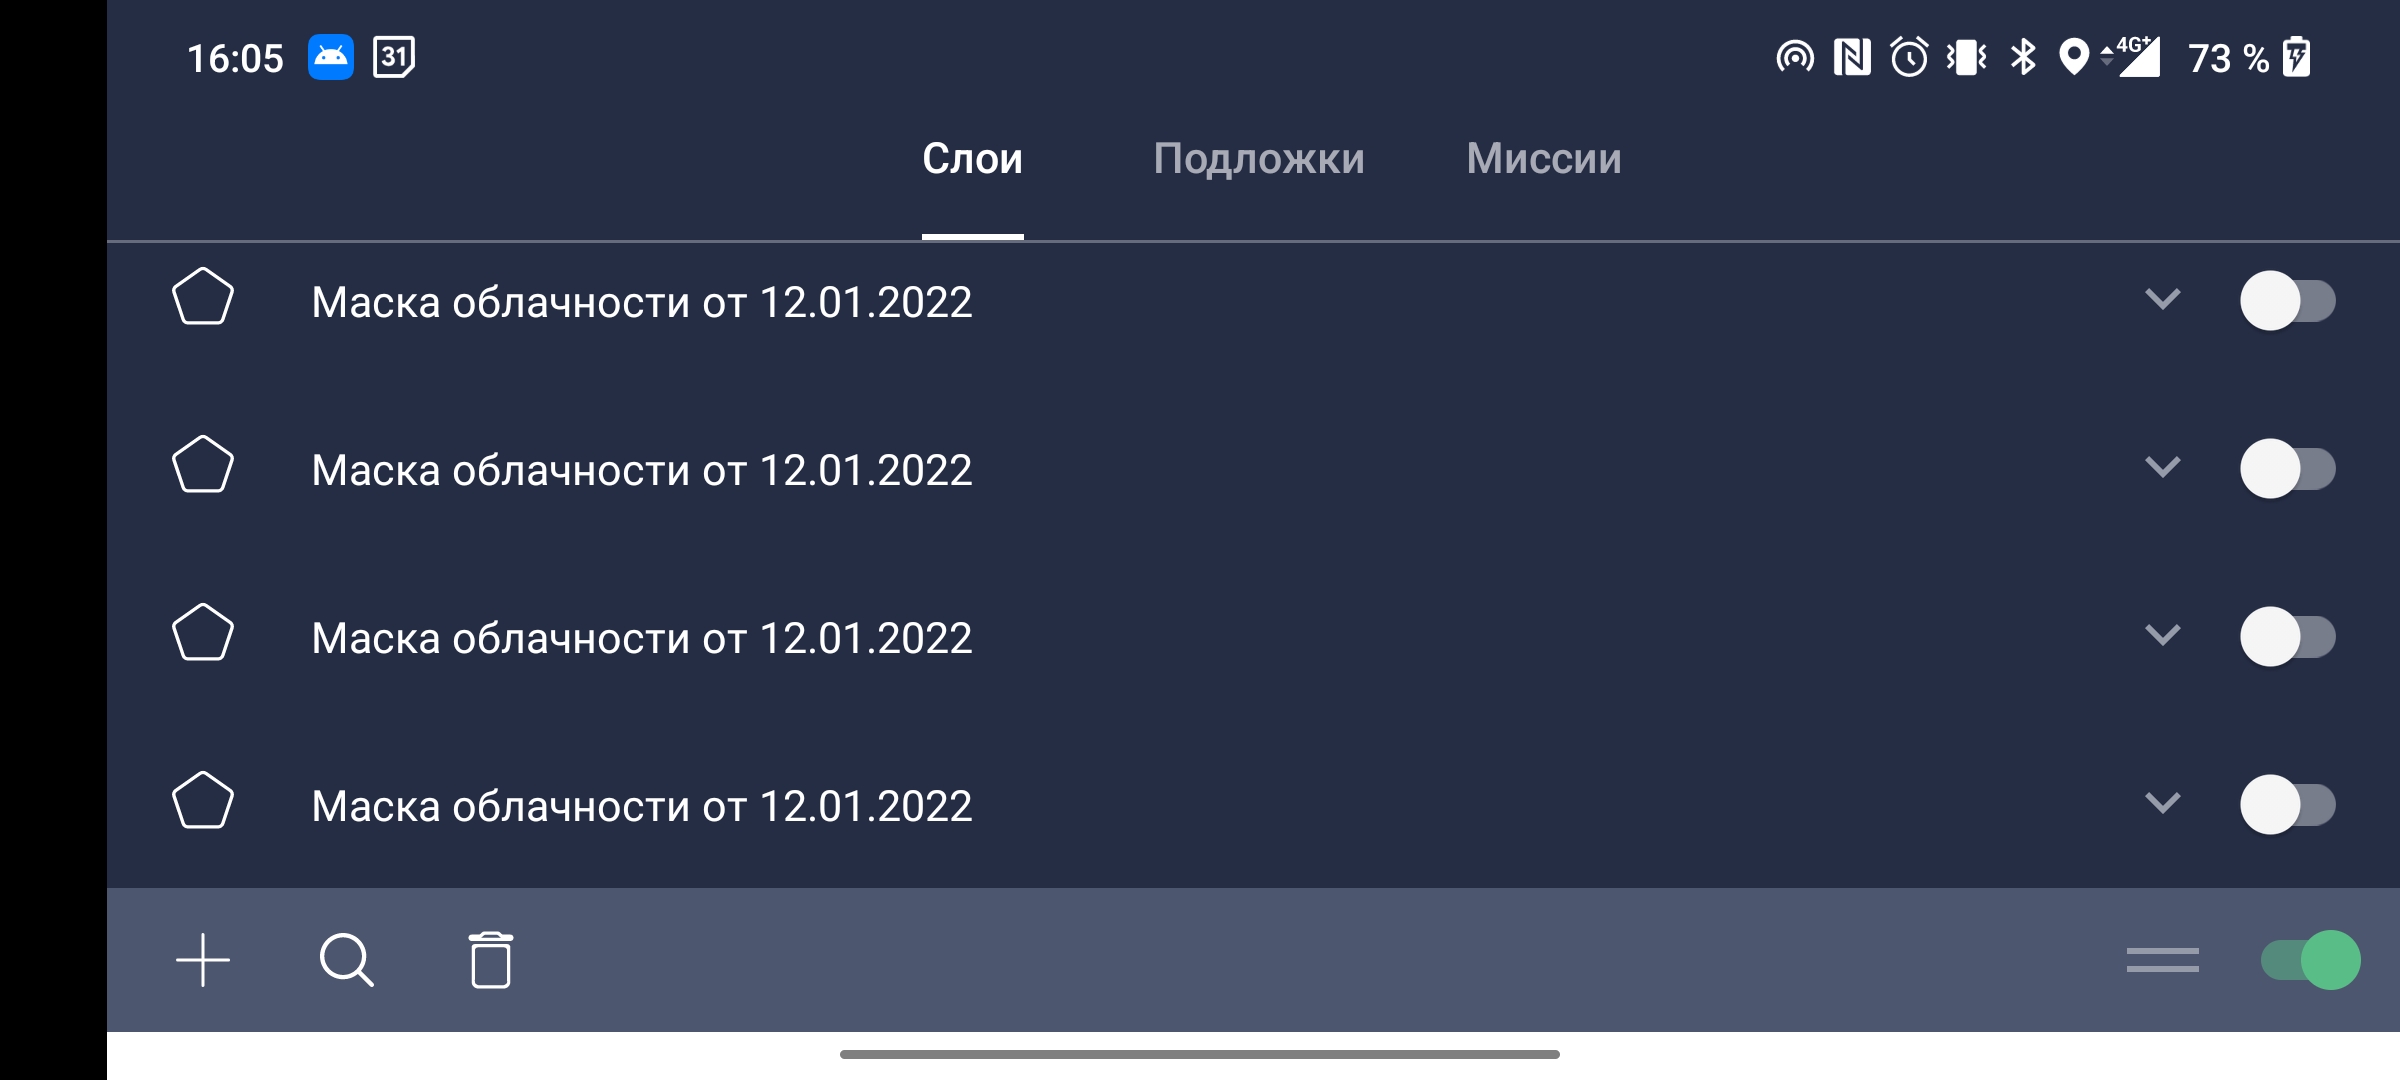 16:05 31 4G+ 73 %
Слои Подложки Миссии
Маска облачности от 12.01.2022
Маска облачности от 12.01.2022
Маска облачности от 12.01.2022
Маска облачности от 12.01.2022